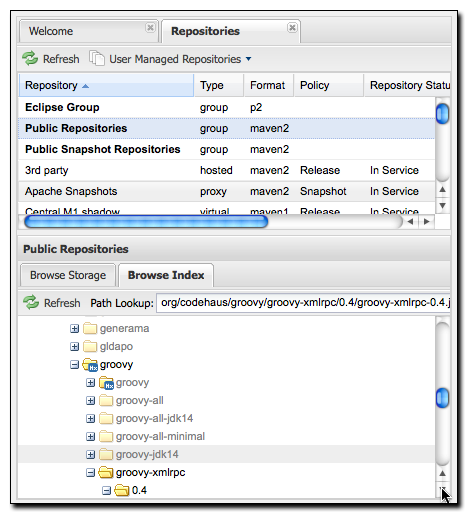 Welcome
Repositories
Refresh
User Managed Repositories
Repository Type Format Policy Repository Statu
Eclipse Group group p2
Public Repositories group maven2
Public Snapshot Repositories group maven2
3rd party hosted maven2 Release In Service
Apache Snapshots proxy maven2 Snapshot In Service
Central M1 shadow virtual maven1 Release In Service
Public Repositories
Browse Storage
Browse Index
Refresh
Path Lookup: org/codehaus/groovy/groovy-xmlrpc/0.4/groovy-xmlrpc-0.4.j
generama
gldapo
groovy
groovy
groovy-all
groovy-all-jdk14
groovy-all-minimal
groovy-jdk14
groovy-xmlrpc
0.4